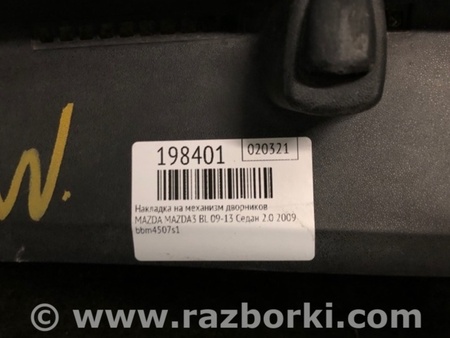 W.
198401
020321
Накладка на механизм дворников
MAZDA MAZDA3 BL 09-13 Седан 2.0 2009
bbm4507s1
© www.razborki.com